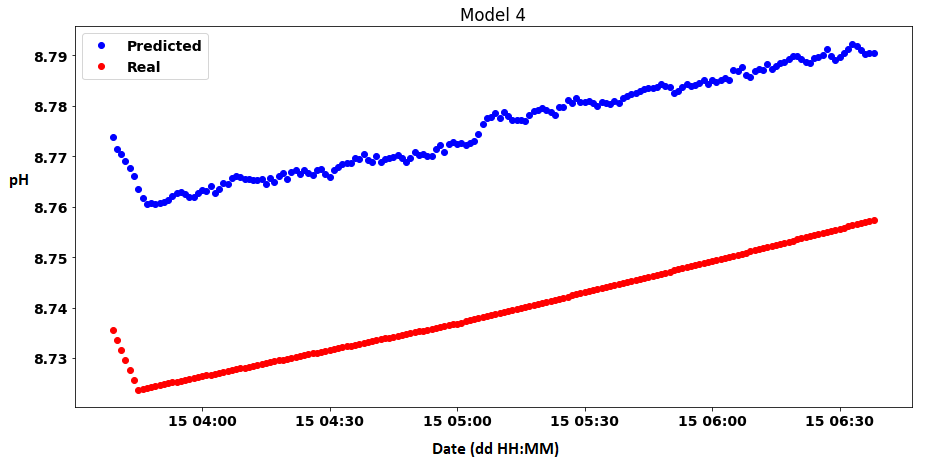 Model 4
Predicted
Real
8.79
8.78
8.77
8.76
8.75
8.74
8.73
pH
15 04:00 15 04:30 15 05:00 15 05:30 15 06:00 15 06:30
Date (dd HH:MM)